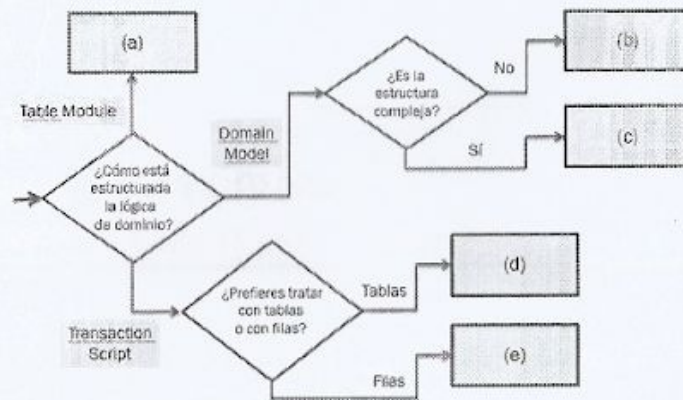 (a)
¿Es la
estructura
compleja?
No
(b)
Table Module
Domain
Model
Sí
(c)
¿Cómo está
estructurada
la lógica
de dominio?
¿Prefieres tratar
con tablas
o con filas?
Tablas
(d)
Transaction
Script
Filas
(e)